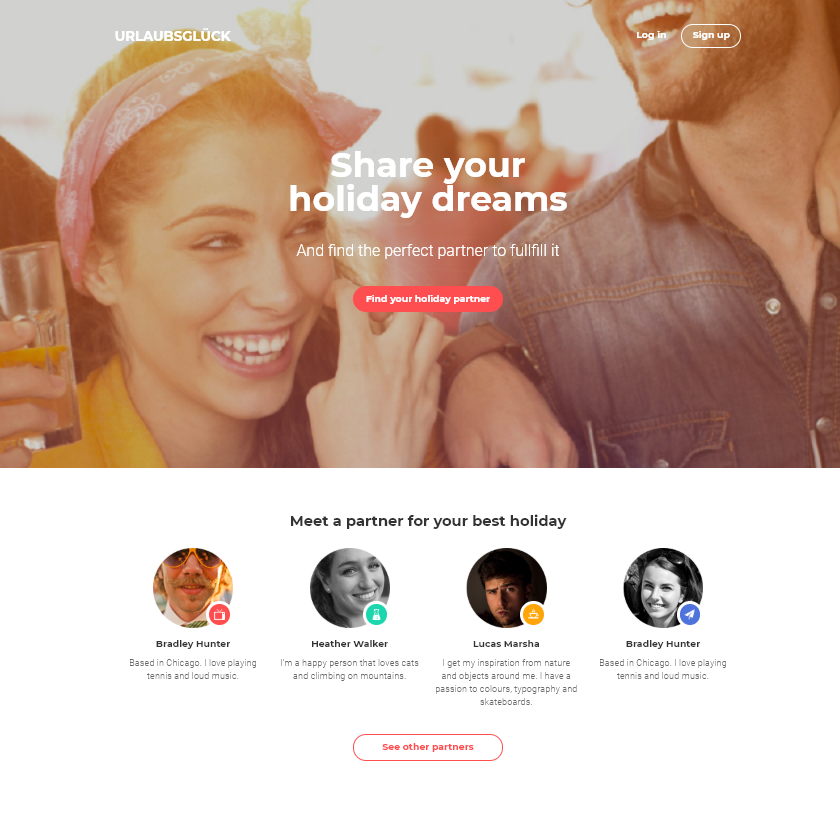 URLAUBSGLÜCK
Log in
Sign up
Share your
holiday dreams
And find the perfect partner to fullfill it
Find your holiday partner
Meet a partner for your best holiday
Bradley Hunter
Based in Chicago. I love playing
tennis and loud music.
Heather Walker
I'm a happy person that loves cats
and climbing on mountains.
Lucas Marsha
I get my inspiration from nature
and objects around me. I have a
passion to colours, typography and
skateboards.
Bradley Hunter
Based in Chicago. I love playing
tennis and loud music.
See other partners